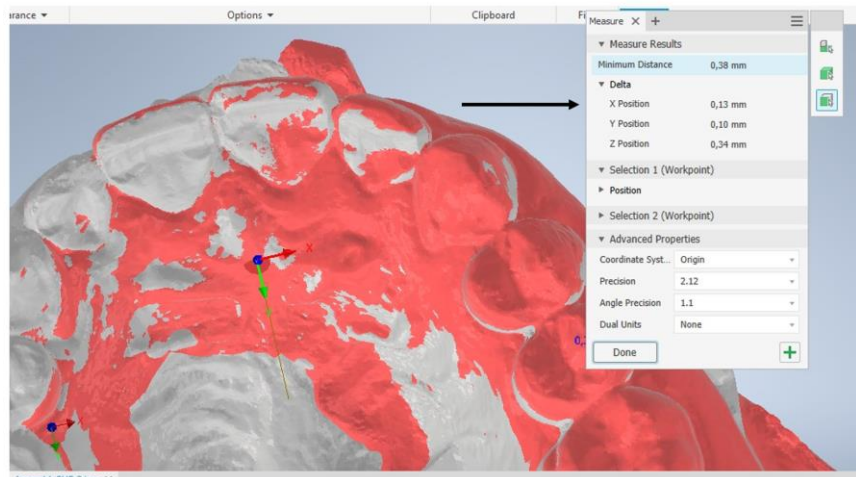 Options
Clipboard
Measure
Measure Results
Minimum Distance 0,38 mm
Delta
X Position 0,13 mm
Y Position 0,10 mm
Z Position 0,34 mm
Selection 1 (Workpoint)
Position
Selection 2 (Workpoint)
Advanced Properties
Coordinate Syst... Origin
Precision 2.12
Angle Precision 1.1
Dual Units None
Done
X